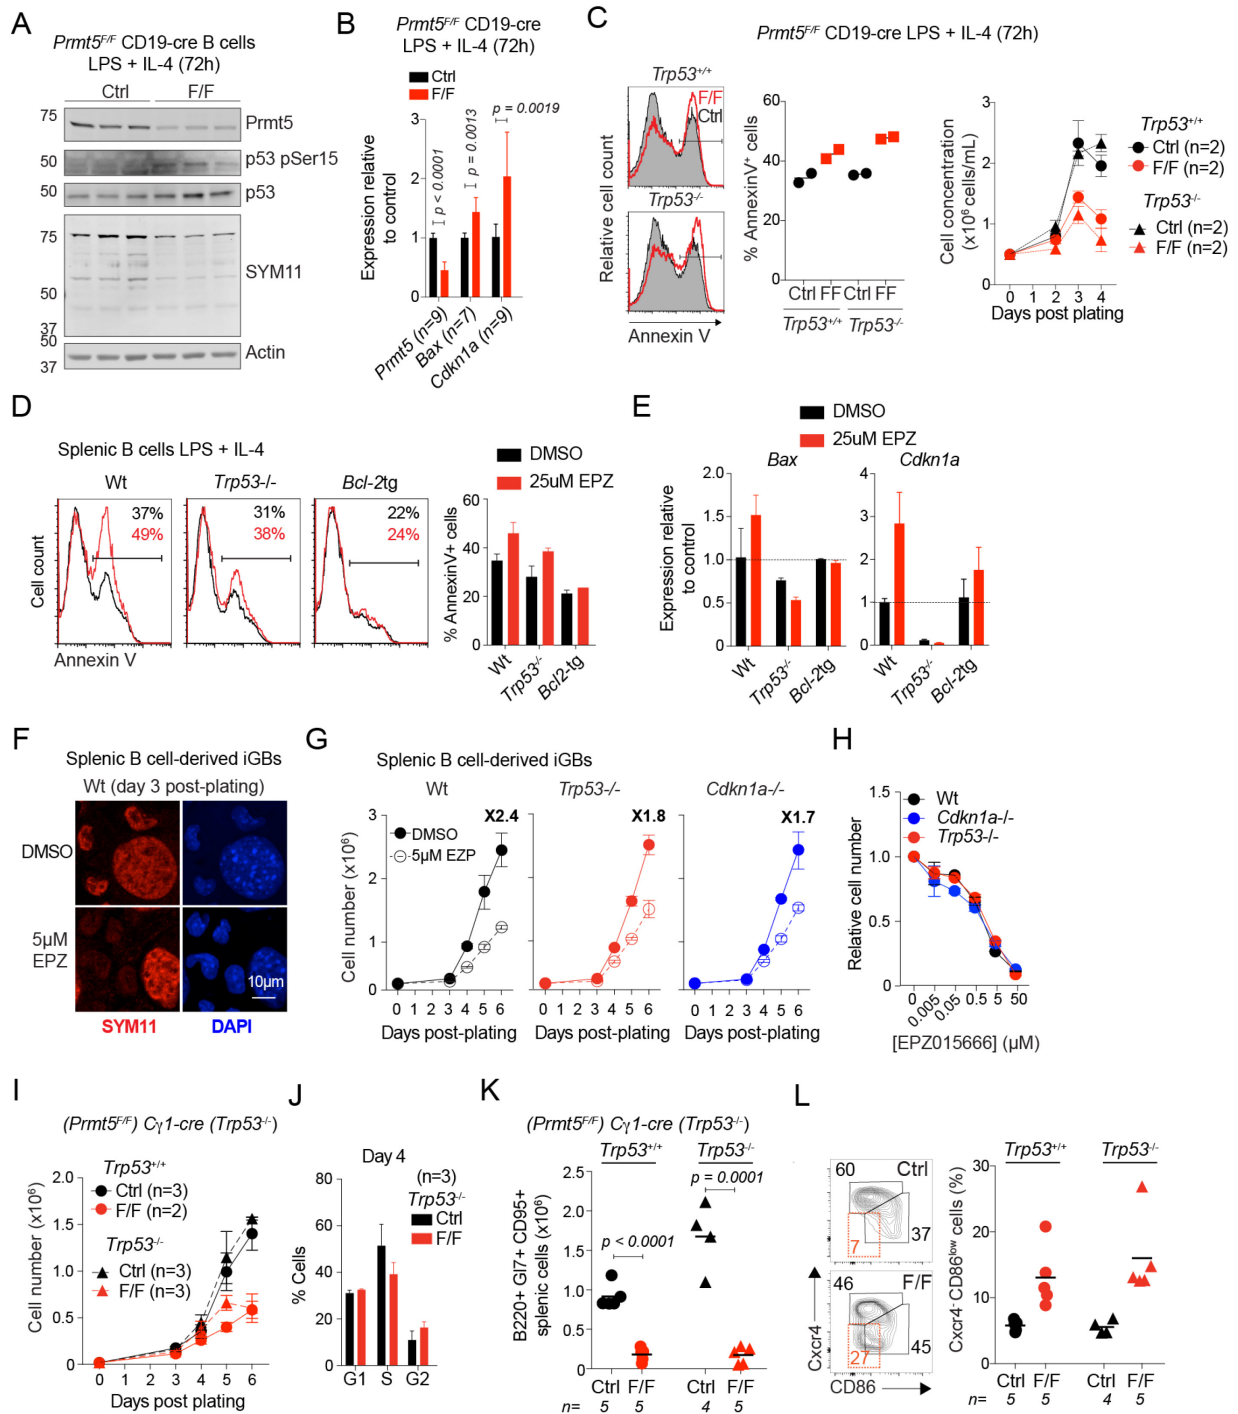 A
Prmt5F/F CD19-cre B cells
LPS + IL-4 (72h)
Ctrl
F/F
75
Prmt5
50
p53 pSer15
50
p53
75
SYM11
50
37
50
37
Actin
B
Prmt5F/F CD19-cre
LPS + IL-4 (72h)
Ctrl
F/F
p = 0.0019
p = 0.0013
p < 0.0001
Expression relative
to control
3
2
1
0
Prmt5 (n=9)
Bax (n=7)
Cdkn1a (n=9)
C
Prmt5F/F CD19-cre LPS + IL-4 (72h)
Trp53+/+
F/F
Ctrl
Trp53-/-
Relative cell count
Annexin V
% AnnexinV+ cells
60
40
20
0
Ctrl FF Ctrl FF
Trp53+/+ Trp53-/-
Cell concentration
(x10⁶ cells/mL)
3
2
1
0
0 2 3 4
Days post plating
Trp53+/+
Ctrl (n=2)
F/F (n=2)
Trp53-/-
Ctrl (n=2)
F/F (n=2)
D
Splenic B cells LPS + IL-4
Wt
Trp53-/-
Bcl-2tg
37%
49%
31%
38%
22%
24%
Cell count
Annexin V
DMSO
25uM EPZ
% AnnexinV+ cells
60
40
20
0
Wt
Trp53-/-
Bcl2-tg
E
DMSO
25uM EPZ
Bax
Cdkn1a
Expression relative
to control
2.0
1.5
1.0
0.5
0
4
3
2
1
0
Wt
Trp53-/-
Bcl-2tg
Wt
Trp53-/-
Bcl-2tg
F
Splenic B cell-derived iGBs
Wt (day 3 post-plating)
DMSO
5µM
EPZ
10µm
SYM11
DAPI
G
Splenic B cell-derived iGBs
Wt
Trp53-/-
Cdkn1a-/-
X2.4
X1.8
X1.7
DMSO
5µM EZP
Cell number (x10⁶)
3
2
1
0
0 1 2 3 4 5 6
0 1 2 3 4 5 6
0 1 2 3 4 5 6
Days post-plating
Days post-plating
Days post-plating
H
Wt
Cdkn1a-/-
Trp53-/-
Relative cell number
1.5
1.0
0.5
0
0 0.005 0.05 0.5 5 50
[EPZ015666] (µM)
I
(Prmt5F/F) Cγ1-cre (Trp53-/-)
Trp53+/+
Ctrl (n=3)
F/F (n=2)
Trp53-/-
Ctrl (n=3)
F/F (n=3)
Cell number (x10⁶)
2.0
1.5
1.0
0.5
0
0 1 2 3 4 5 6
Days post plating
J
Day 4
(n=3)
Trp53-/-
Ctrl
F/F
% Cells
80
60
40
20
0
G1 S G2
K
(Prmt5F/F) Cγ1-cre (Trp53-/-)
Trp53+/+
Trp53-/-
p = 0.0001
p < 0.0001
B220+ Gl7+ CD95+
splenic cells (x10⁶)
2.5
2.0
1.5
1.0
0.5
0
Ctrl F/F Ctrl F/F
n= 5 5 4 5
L
60
Ctrl
7
37
46
F/F
27
45
Cxcr4
CD86
Trp53+/+
Trp53-/-
Cxcr4- CD86low cells (%)
30
20
10
0
Ctrl F/F Ctrl F/F
n= 5 5 4 5